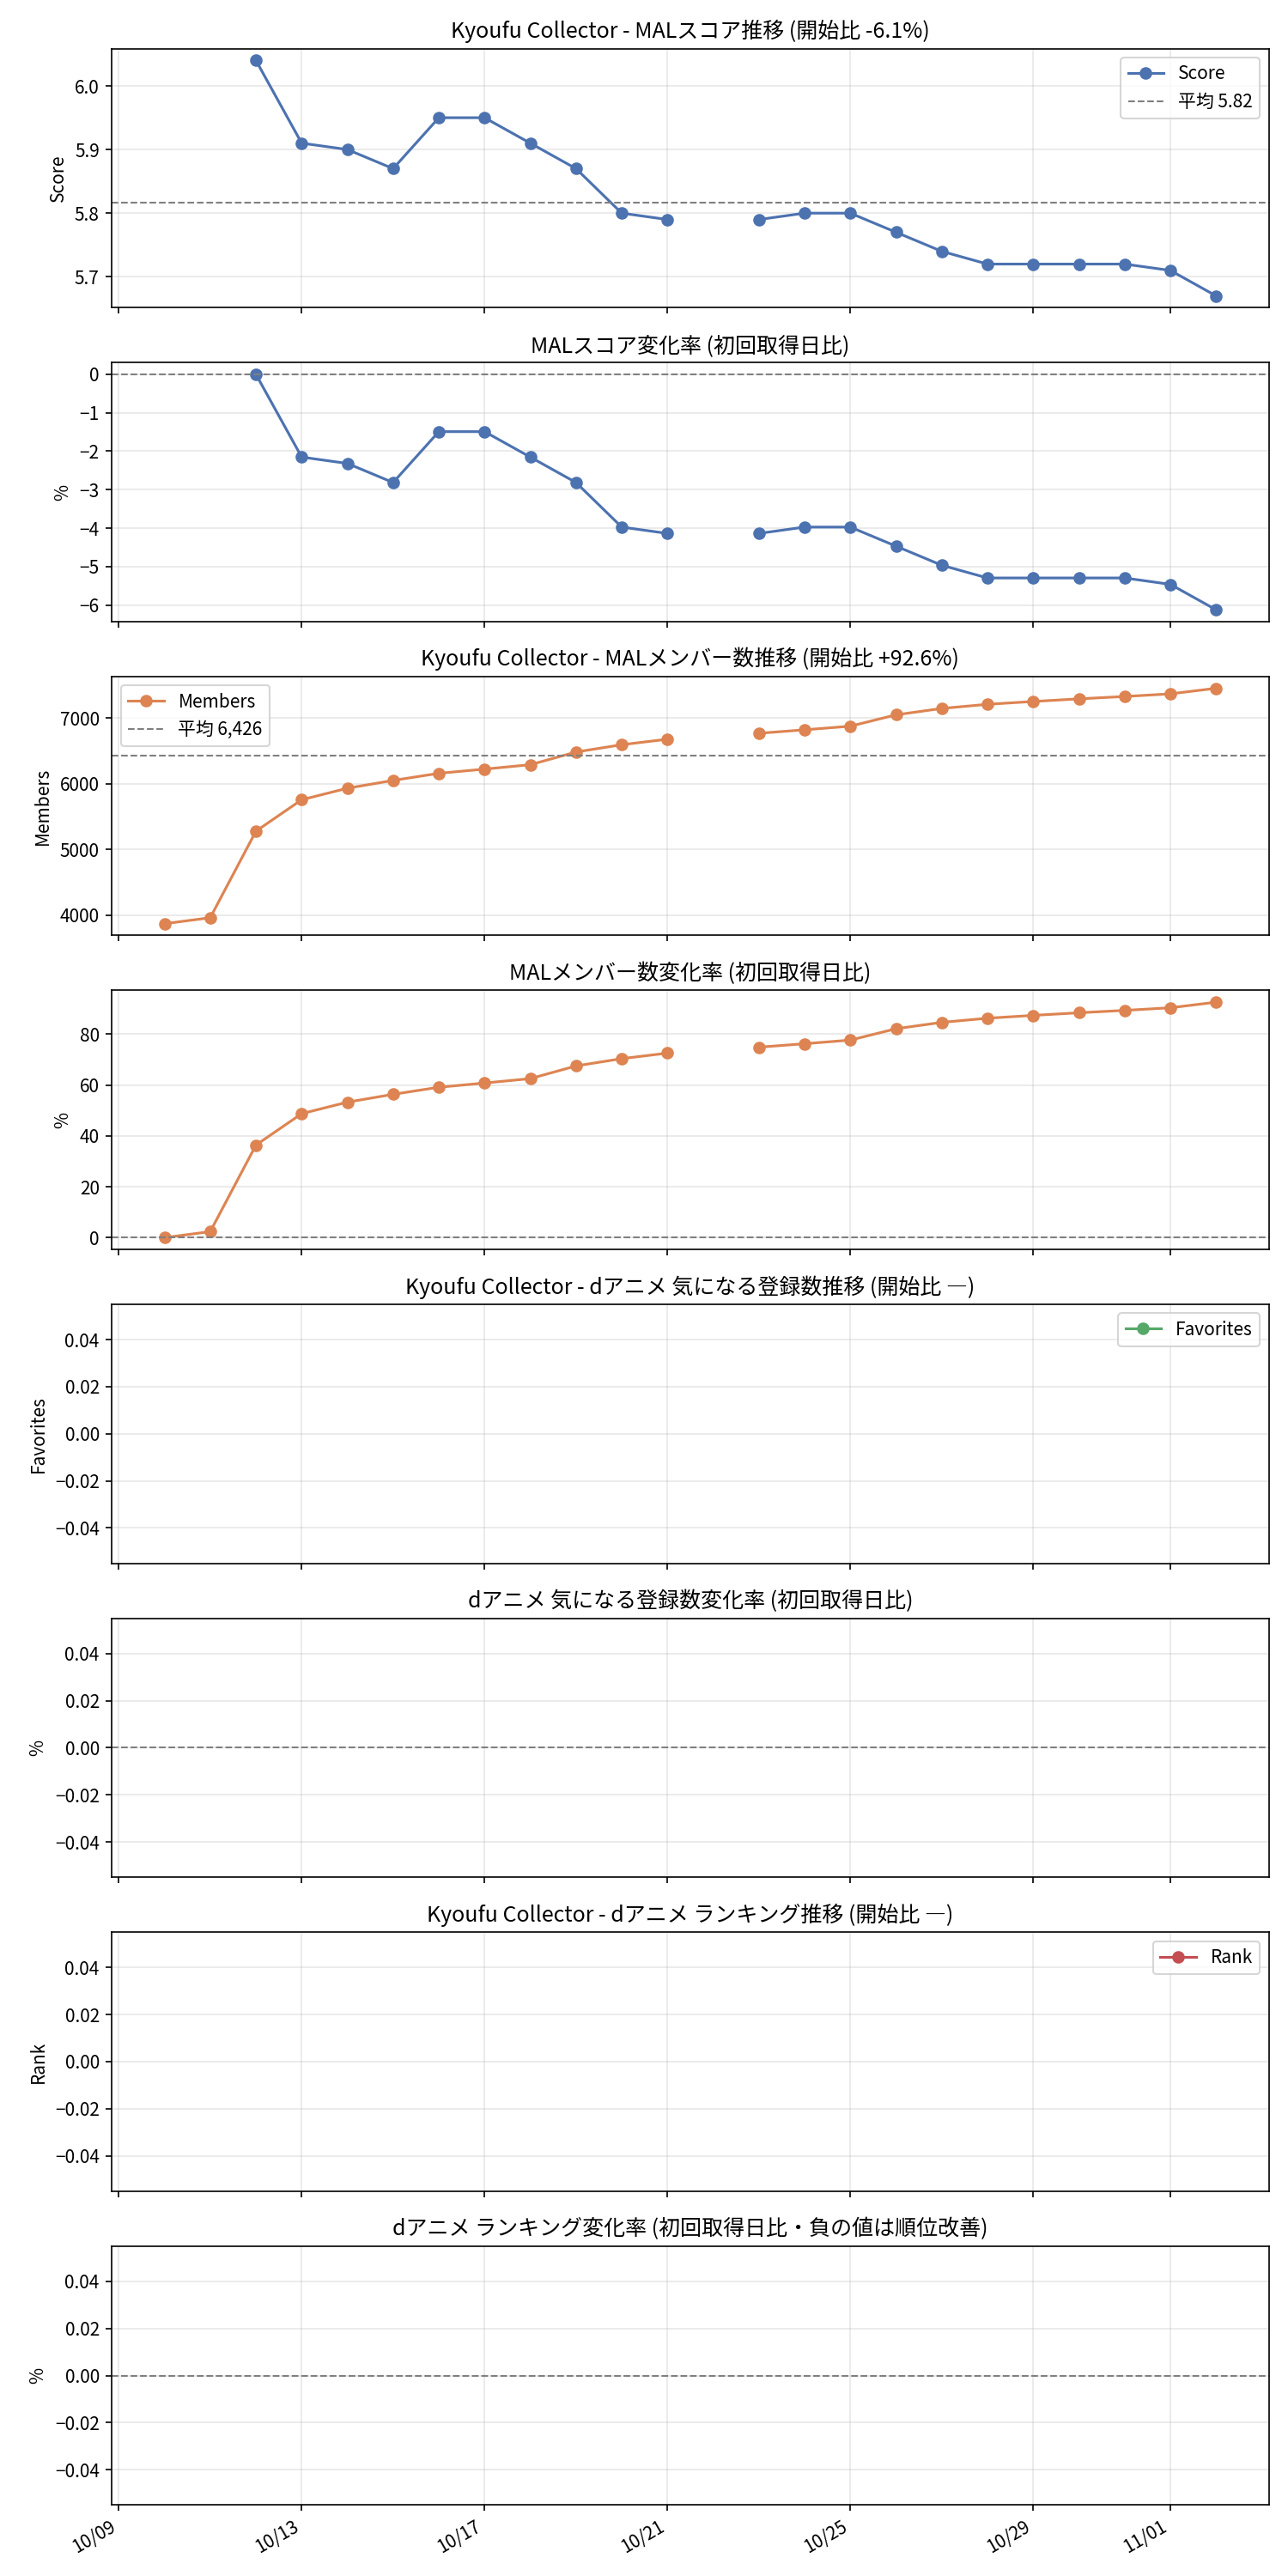 Kyoufu Collector - MALスコア推移 (開始比 -6.1%)
Score
平均 5.82
6.0
5.9
5.8
5.7
Score
MALスコア変化率 (初回取得日比)
0
−1
−2
−3
−4
−5
−6
%
Kyoufu Collector - MALメンバー数推移 (開始比 +92.6%)
Members
平均 6,426
7000
6000
5000
4000
Members
MALメンバー数変化率 (初回取得日比)
80
60
40
20
0
%
Kyoufu Collector - dアニメ 気になる登録数推移 (開始比 —)
Favorites
0.04
0.02
0.00
−0.02
−0.04
Favorites
dアニメ 気になる登録数変化率 (初回取得日比)
0.04
0.02
0.00
−0.02
−0.04
%
Kyoufu Collector - dアニメ ランキング推移 (開始比 —)
Rank
0.04
0.02
0.00
−0.02
−0.04
Rank
dアニメ ランキング変化率 (初回取得日比・負の値は順位改善)
0.04
0.02
0.00
−0.02
−0.04
%
10/09
10/13
10/17
10/21
10/25
10/29
11/01